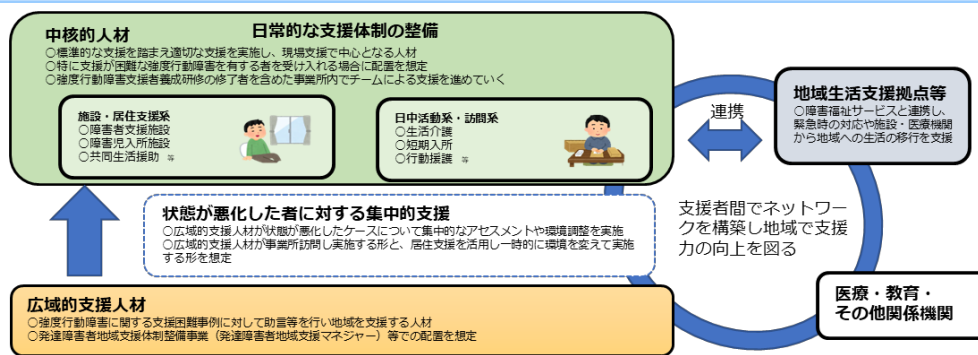 日常的な支援体制の整備
中核的人材
○標準的な支援を踏まえ適切な支援を実施し、現場支援で中心となる人材
○特に支援が困難な強度行動障害を有する者を受け入れる場合に配置を想定
○強度行動障害支援者養成研修の修了者を含めた事業所内でチームによる支援を進めていく
施設・居住支援系
○障害者支援施設
○障害児入所施設
○共同生活援助 等
日中活動系・訪問系
○生活介護
○短期入所
○行動援護 等
連携
地域生活支援拠点等
○障害福祉サービスと連携し、
緊急時の対応や施設・医療機関
から地域への生活の移行を支援
状態が悪化した者に対する集中的支援
○広域的支援人材が状態が悪化したケースについて集中的なアセスメントや環境調整を実施
○広域的支援人材が事業所訪問し実施する形と、居住支援を活用し一時的に環境を変えて実施
する形を想定
支援者間でネットワー
クを構築し地域で支援
力の向上を図る
広域的支援人材
○強度行動障害に関する支援困難事例に対して助言等を行い地域を支援する人材
○発達障害者地域支援体制整備事業（発達障害者地域支援マネジャー）等での配置を想定
医療・教育・
その他関係機関